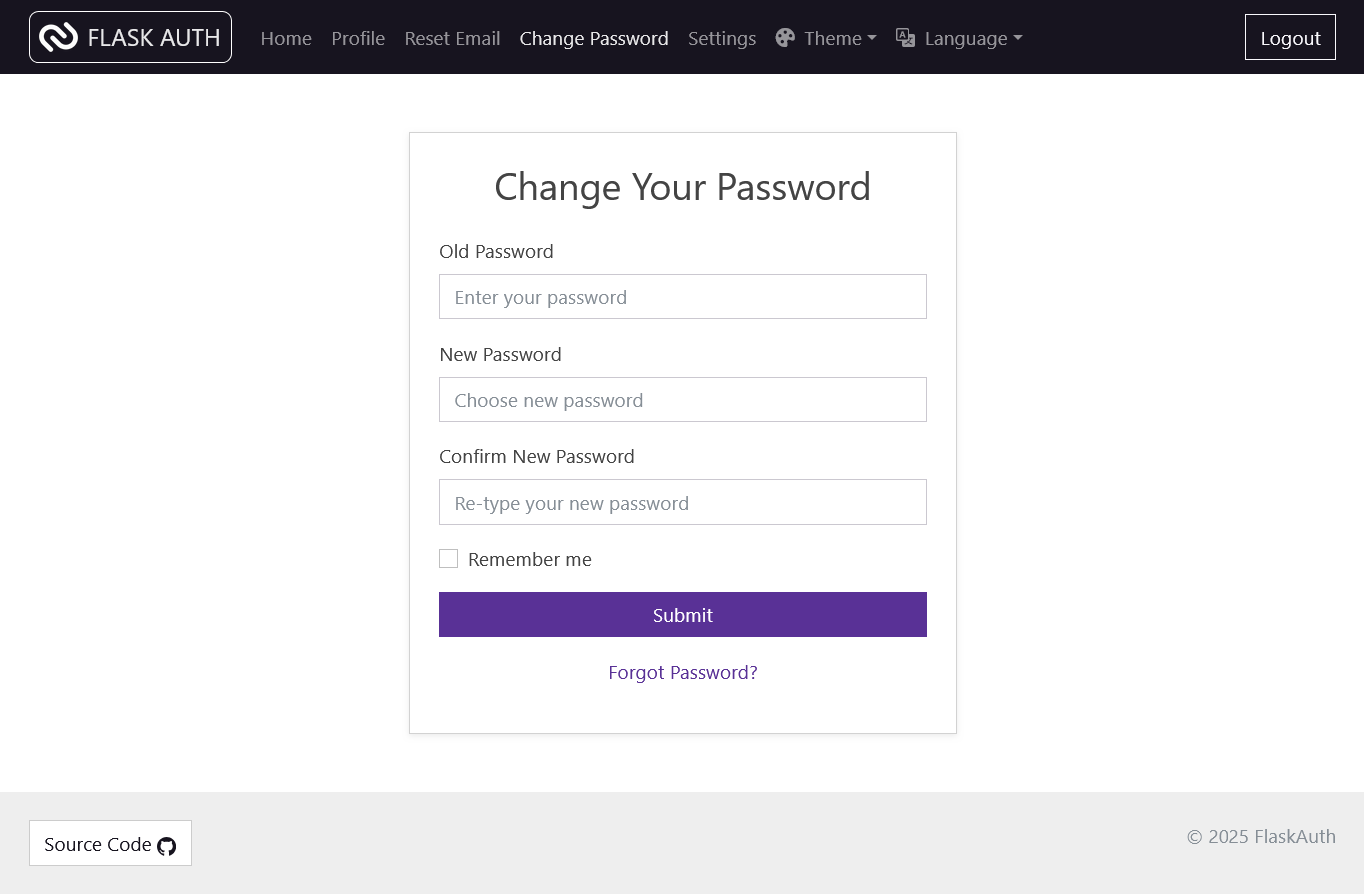 FLASK AUTH Home Profile Reset Email Change Password Settings Theme Language Logout
Change Your Password
Old Password
Enter your password
New Password
Choose new password
Confirm New Password
Re-type your new password
Remember me
Submit
Forgot Password?
Source Code © 2025 FlaskAuth